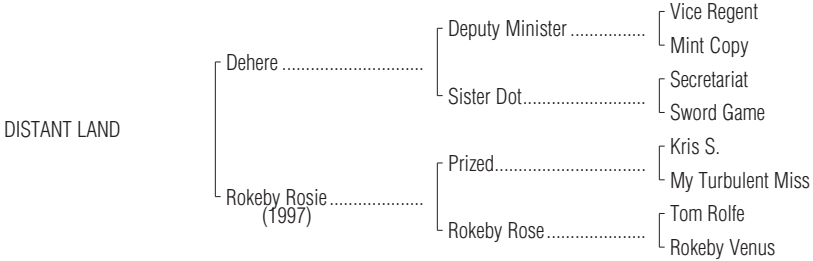 Vice Regent
Deputy Minister ................
Mint Copy
Dehere .............................
Secretariat
Sister Dot.........................
Sword Game
DISTANT LAND
Kris S.
Prized...............................
My Turbulent Miss
Rokeby Rosie ...................
(1997)
Tom Rolfe
Rokeby Rose....................
Rokeby Venus